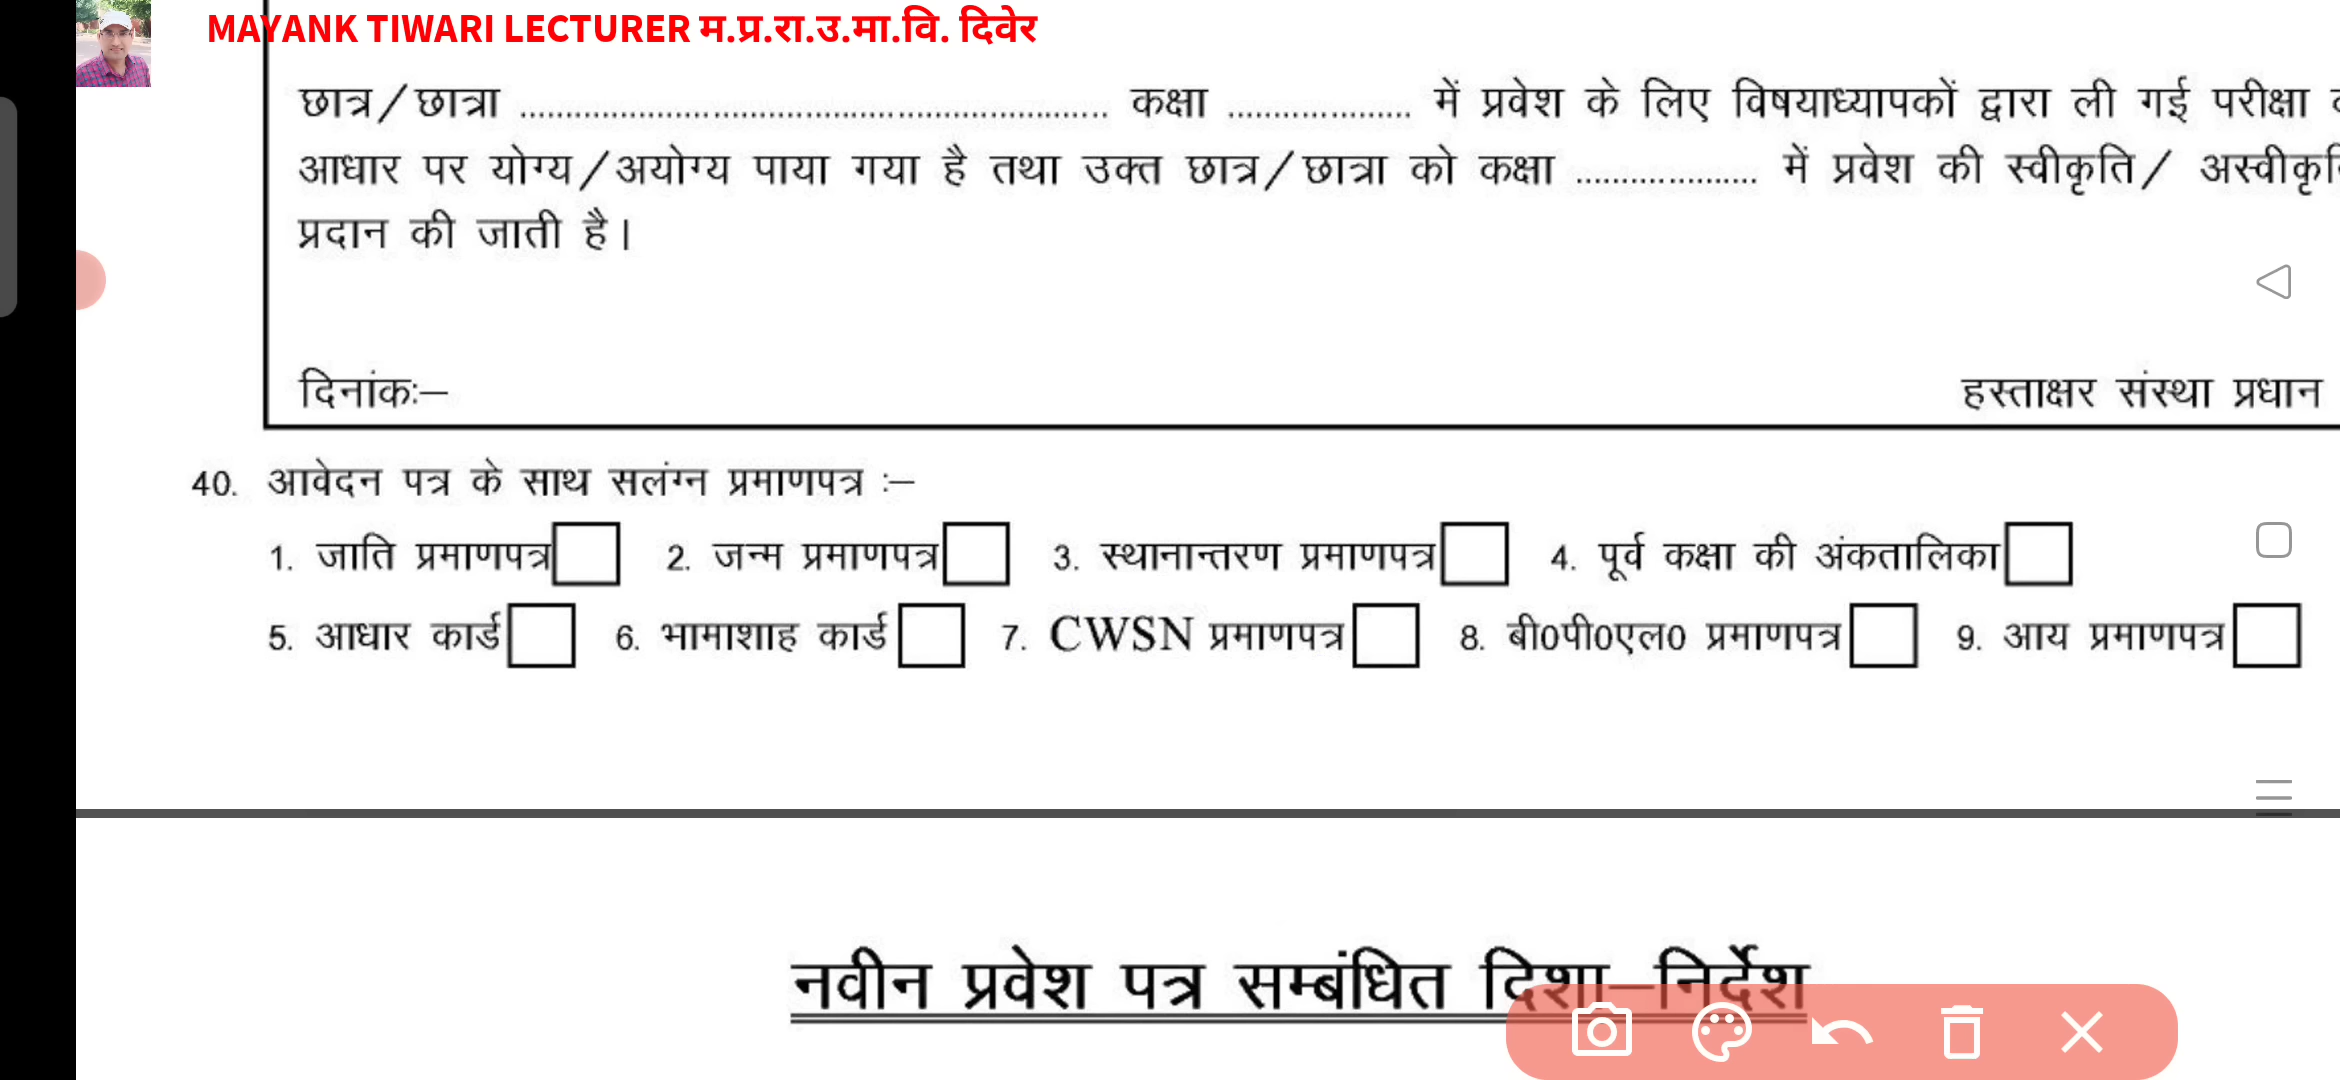 MAYANK TIWARI LECTURER म.प्र.रा.उ.मा.वि. दिवेर
छात्र/छात्रा ................................................................ कक्षा .................... में प्रवेश के लिए विषयाध्यापकों द्वारा ली गई परीक्षा
आधार पर योग्य/अयोग्य पाया गया है तथा उक्त छात्र/छात्रा को कक्षा .................... में प्रवेश की स्वीकृति/
प्रदान की जाती है।
दिनांकः– हस्ताक्षर संस्था प्रधान
40. आवेदन पत्र के साथ सलंग्न प्रमाणपत्र :–
1. जाति प्रमाणपत्र 2. जन्म प्रमाणपत्र 3. स्थानान्तरण प्रमाणपत्र 4. पूर्व कक्षा की अंकतालिका
5. आधार कार्ड 6. भामाशाह कार्ड 7. CWSN प्रमाणपत्र 8. बी0पी0एल0 प्रमाणपत्र 9. आय प्रमाणपत्र
नवीन प्रवेश पत्र सम्बंधित दिशा–निर्देश